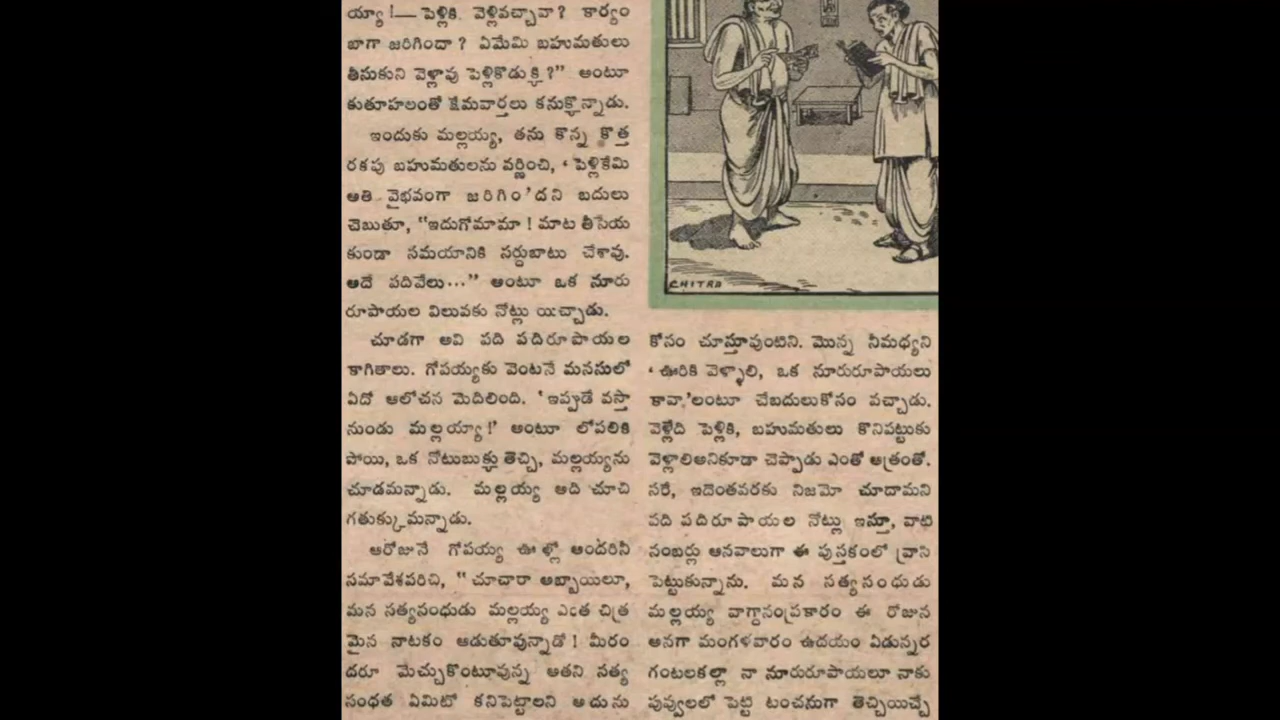 య్యా !— పెళ్లికి వెళ్లివచ్చావా ? కార్యం
బాగా జరిగిందా ? ఏమేమి బహుమతులు
తీసుకుని వెళ్లావు పెళ్లికొడుక్కి ?” అంటూ
కుతూహలంతో క్షేమవార్తలు కనుక్కొన్నాడు.
ఇందుకు మల్లయ్య, తను కొన్న కొత్త
రకపు బహుమతులను వర్ణించి, ‘ పెళ్లికేమి
అతి వైభవంగా జరిగిం’దని బదులు
చెబుతూ, “ఇదుగోమామా ! మాట తీసేయ
కుండా సమయానికి సర్దుబాటు చేశావు.
అదే పదివేలు...” అంటూ ఒక నూరు
రూపాయల విలువకు నోట్లు యిచ్చాడు.
చూడగా అవి పది పదిరూపాయల
కాగితాలు. గోపయ్యకు వెంటనే మనసులో
ఏదో ఆలోచన మెదిలింది. ‘ఇప్పుడే వస్తా
నుండు మల్లయ్యా !’ అంటూ లోపలికి
పోయి, ఒక నోటుబుక్కు తెచ్చి, మల్లయ్యను
చూడమన్నాడు. మల్లయ్య అది చూచి
గతుక్కుమన్నాడు.
ఆరోజునే గోపయ్య ఊళ్లో అందరినీ
సమావేశపరిచి, “ చూచారా అబ్బాయిలూ,
మన సత్యసంధుడు మల్లయ్య ఎంత చిత్ర
మైన నాటకం ఆడుతూవున్నాడో ! మీరం
దరూ మెచ్చుకొంటూవున్న అతని సత్య
సంధత ఏమిటో కనిపెట్టాలని అదును
CHITRA
కోసం చూస్తూవుంటిని. మొన్న నీమధ్యని
‘ ఊరికి వెళ్ళాలి, ఒక నూరురూపాయలు
కావా’లంటూ చేబదులుకోసం వచ్చాడు.
వెళ్లేది పెళ్లికి, బహుమతులు కొనిపట్టుకు
వెళ్లాలిఅనికూడా చెప్పాడు ఎంతో ఆత్రంతో.
సరే, ఇదెంతవరకు నిజమో చూదామని
పది పదిరూపాయల నోట్లు ఇస్తూ, వాటి
నంబర్లు ఆనవాలుగా ఈ పుస్తకంలో వ్రాసి
పెట్టుకున్నాను. మన సత్యసంధుడు
మల్లయ్య వాగ్దానంప్రకారం ఈ రోజున
అనగా మంగళవారం ఉదయం ఏడున్నర
గంటలకల్లా నా నూరురూపాయలూ నాకు
పువ్వులలో పెట్టి టంచనుగా తెచ్చియిచ్చే